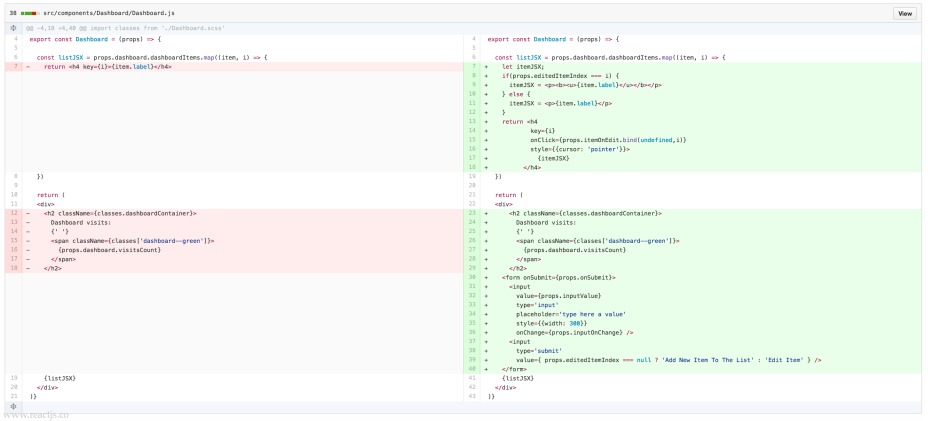 38 src/components/Dashboard/Dashboard.js View
@@ -4,18 +4,40 @@ import classes from './Dashboard.scss'
4 export const Dashboard = (props) => {
5
6 const listJSX = props.dashboard.dashboardItems.map((item, i) => {
7 - return <h4 key={i}>{item.label}</h4>
8 })
9
10 return (
11 <div>
12 - <h2 className={classes.dashboardContainer}>
13 - Dashboard visits:
14 - {' '}
15 - <span className={classes['dashboard--green']}>
16 - {props.dashboard.visitsCount}
17 - </span>
18 - </h2>
19 {listJSX}
20 </div>
21 )}
4 export const Dashboard = (props) => {
5
6 const listJSX = props.dashboard.dashboardItems.map((item, i) => {
7 + let itemJSX;
8 + if(props.editedItemIndex === i) {
9 + itemJSX = <p><b><u>{item.label}</u></b></p>
10 + } else {
11 + itemJSX = <p>{item.label}</p>
12 + }
13 + return <h4
14 + key={i}
15 + onClick={props.itemOnEdit.bind(undefined,i)}
16 + style={{cursor: 'pointer'}}>
17 + {itemJSX}
18 + </h4>
19 })
20
21 return (
22 <div>
23 + <h2 className={classes.dashboardContainer}>
24 + Dashboard visits:
25 + {' '}
26 + <span className={classes['dashboard--green']}>
27 + {props.dashboard.visitsCount}
28 + </span>
29 + </h2>
30 + <form onSubmit={props.onSubmit}>
31 + <input
32 + value={props.inputValue}
33 + type='input'
34 + placeholder='type here a value'
35 + style={{width: 300}}
36 + onChange={props.inputOnChange} />
37 + <input
38 + type='submit'
39 + value={ props.editedItemIndex === null ? 'Add New Item To The List' : 'Edit Item' } />
40 + </form>
41 {listJSX}
42 </div>
43 )}
www.reactjs.co